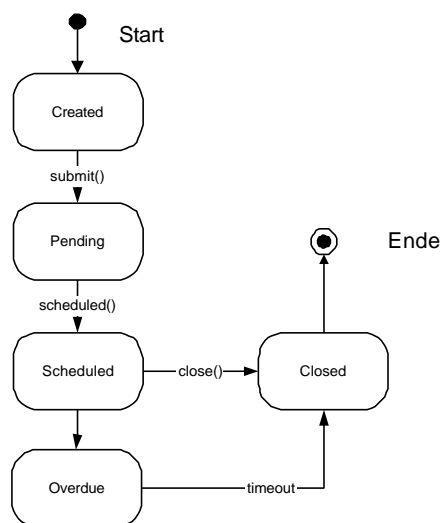 Start
Created
submit()
Pending
Ende
scheduled()
Scheduled
close()
Closed
Overdue
timeout